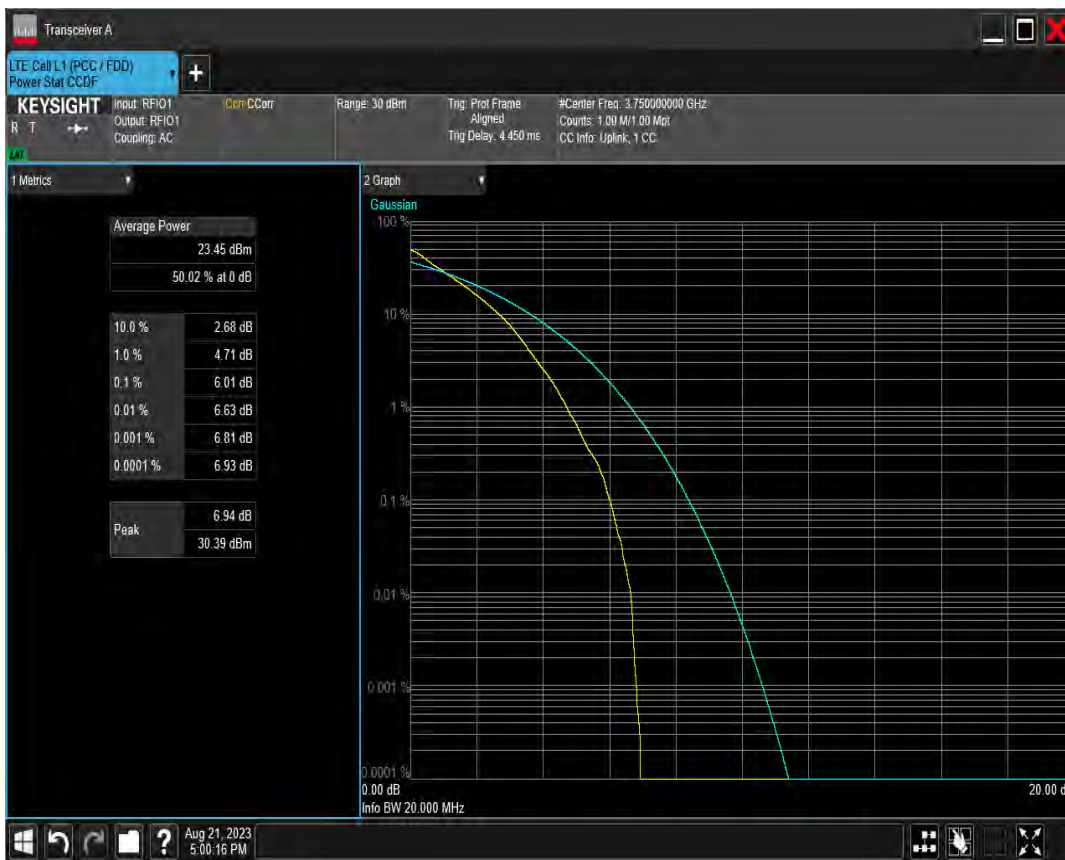 Transceiver A
LTE Cell L1 (PCC / FDD)
Power Stat CCDF
+
KEYSIGHT
R T
LNI
Input: RFIO1
Output: RFIO1
Coupling: AC
Corr CCorr
Range: 30 dBm
Trig: Prot Frame
Aligned
Trig Delay: 4.450 ms
#Center Freq: 3.750000000 GHz
Counts: 1.00 M/1.00 Mpt
CC Info: Uplink, 1 CC
1 Metrics
Average Power
23.45 dBm
50.02 % at 0 dB
10.0 % 2.68 dB
1.0 % 4.71 dB
0.1 % 6.01 dB
0.01 % 6.63 dB
0.001 % 6.81 dB
0.0001 % 6.93 dB
Peak
6.94 dB
30.39 dBm
2 Graph
Gaussian
100 %
10 %
1 %
0.1 %
0.01 %
0.001 %
0.0001 %
0.00 dB
20.00 d
Info BW 20.000 MHz
?
Aug 21, 2023
5:00:16 PM